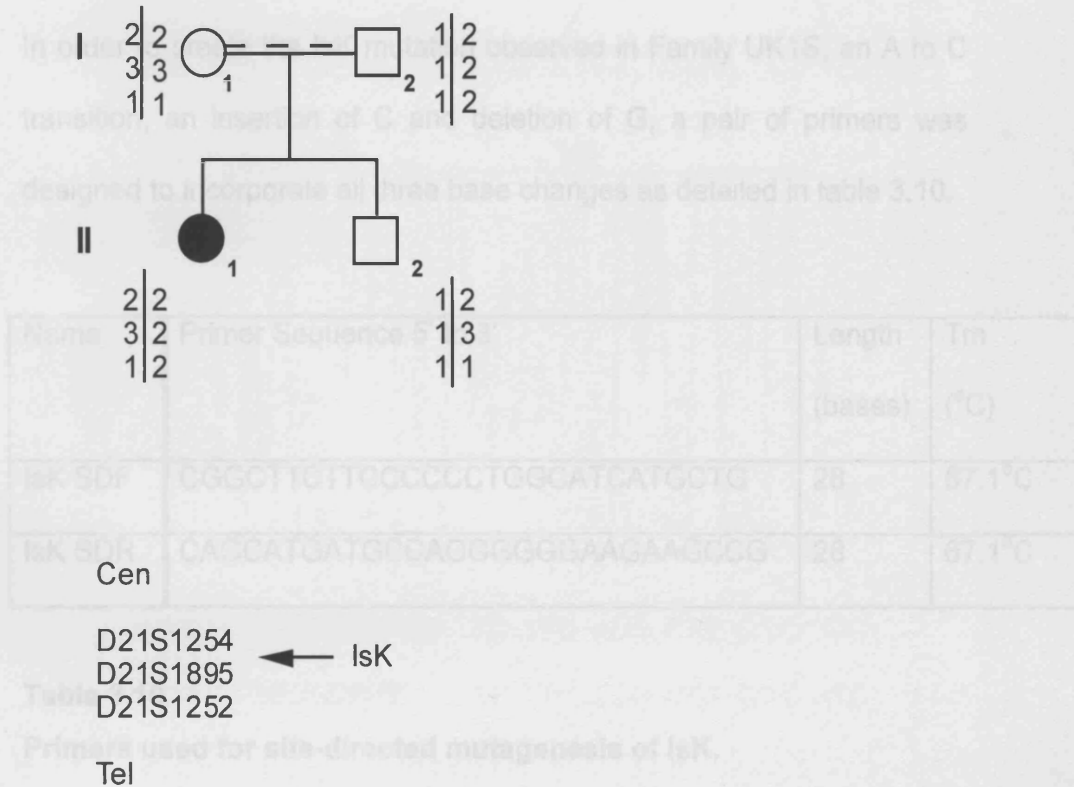 I
2 2
3 3
1 1
1
1 2
1 2
1 2
2
In order to create the IsK mutation observed in Family UK1S, an A to C
transition, an insertion of C and deletion of G, a pair of primers was
designed to incorporate all three base changes as detailed in table 3.10.
II
1
2
2 2
3 2
1 2
1 2
1 3
1 1
Name Primer Sequence 5' 3' Length Tm
(bases) (°C)
IsK SDF 28 67.1°C
IsK SDR 28 67.1°C
Cen
D21S1254
IsK
D21S1895
D21S1252
Table
Primers used for site-directed mutagenesis of IsK.
Tel